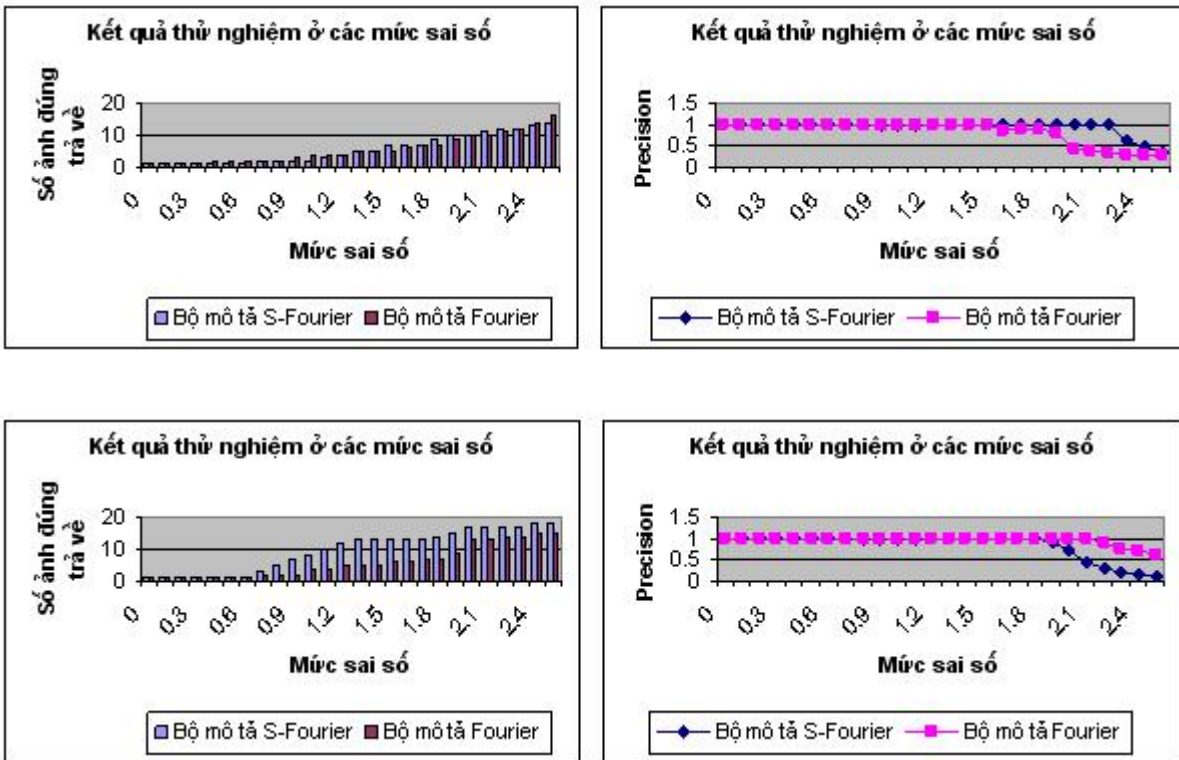 Kết quả thử nghiệm ở các mức sai số
Số ảnh đúng
trả về
20
10
0
0 0.3 0.6 0.9 1.2 1.5 1.8 2.1 2.4
Mức sai số
Bộ mô tả S-Fourier Bộ mô tả Fourier
Kết quả thử nghiệm ở các mức sai số
Precision
1.5
1
0.5
0
0 0.3 0.6 0.9 1.2 1.5 1.8 2.1 2.4
Mức sai số
Bộ mô tả S-Fourier Bộ mô tả Fourier
Kết quả thử nghiệm ở các mức sai số
Số ảnh đúng
trả về
20
10
0
0 0.3 0.6 0.9 1.2 1.5 1.8 2.1 2.4
Mức sai số
Bộ mô tả S-Fourier Bộ mô tả Fourier
Kết quả thử nghiệm ở các mức sai số
Precision
1.5
1
0.5
0
0 0.3 0.6 0.9 1.2 1.5 1.8 2.1 2.4
Mức sai số
Bộ mô tả S-Fourier Bộ mô tả Fourier